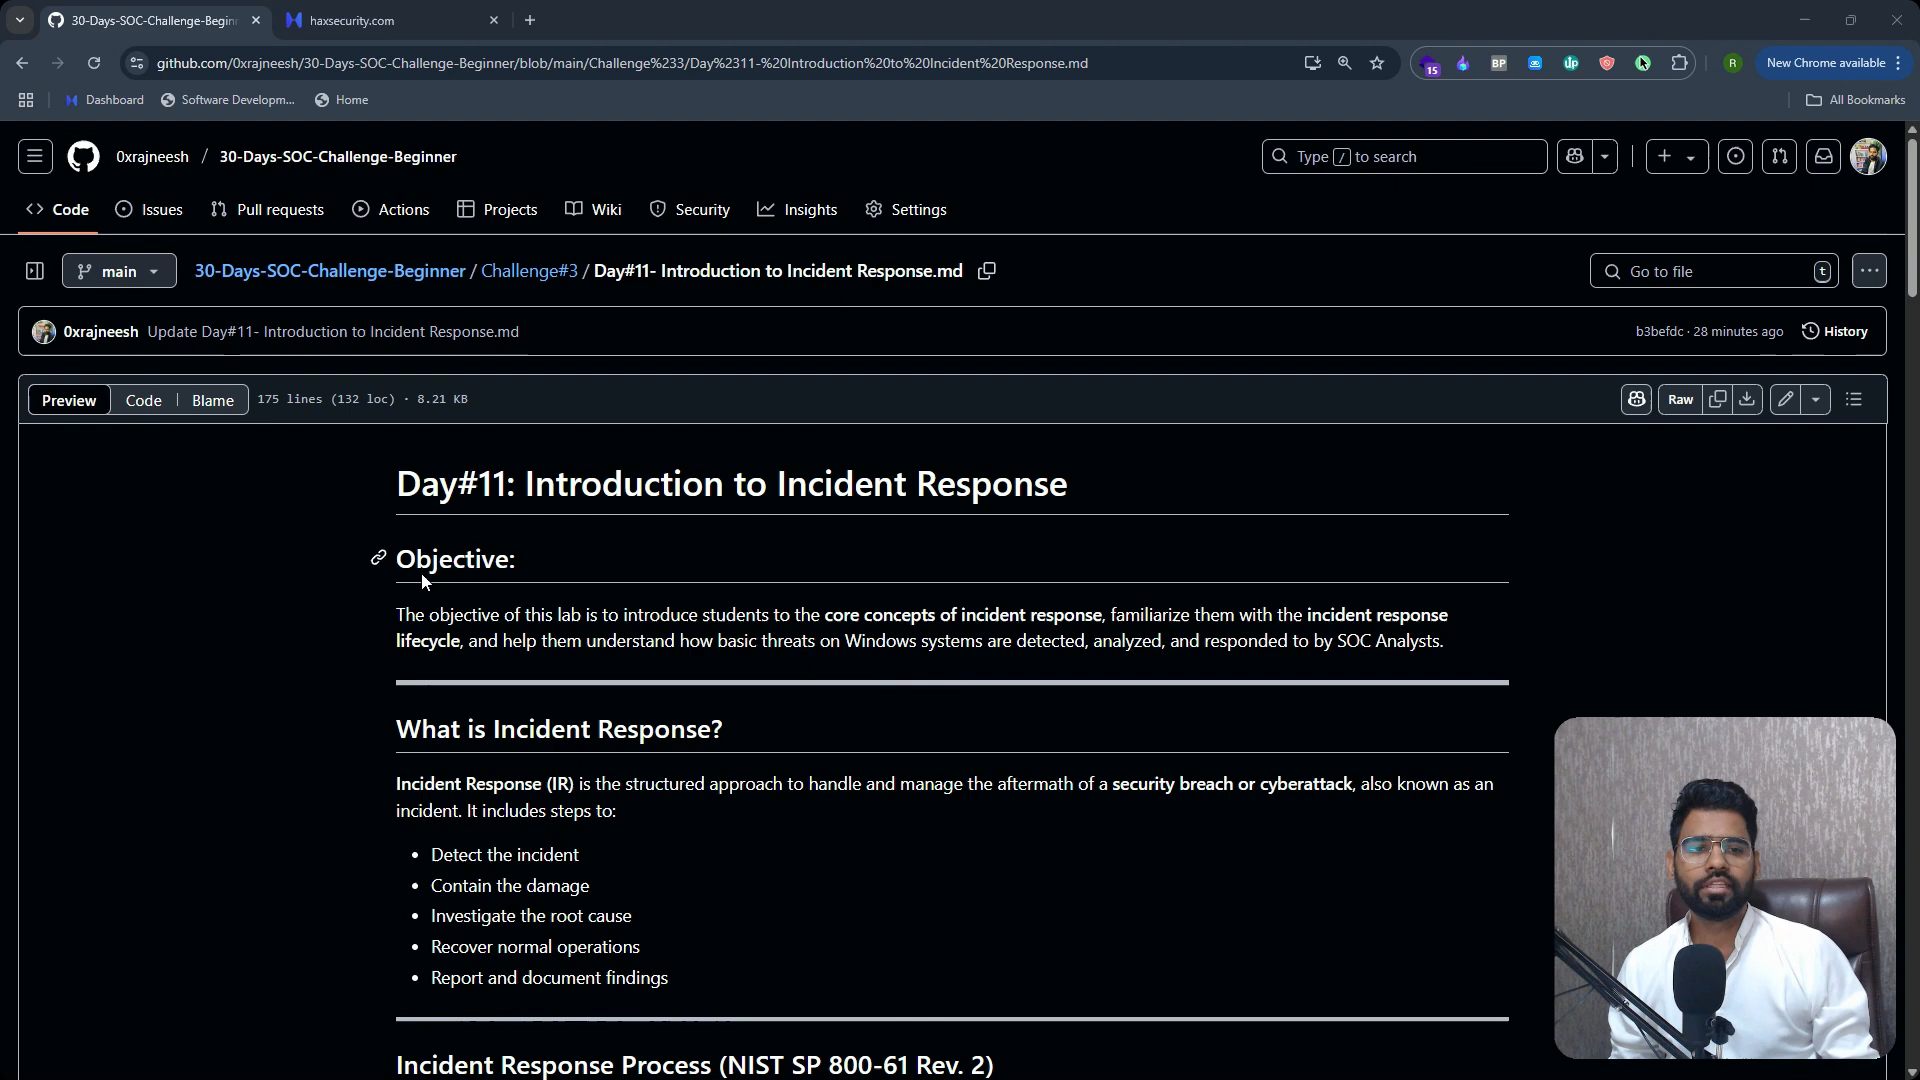 30-Days-SOC-Challenge-Beginn
haxsecurity.com
github.com/0xrajneesh/30-Days-SOC-Challenge-Beginner/blob/main/Challenge%233/Day%2311-%20Introduction%20to%20Incident%20Response.md
15
BP
up
R
New Chrome available
Dashboard
Software Developm...
Home
All Bookmarks
0xrajneesh / 30-Days-SOC-Challenge-Beginner
Type / to search
Code
Issues
Pull requests
Actions
Projects
Wiki
Security
Insights
Settings
main
30-Days-SOC-Challenge-Beginner / Challenge#3 / Day#11- Introduction to Incident Response.md
Go to file
t
0xrajneesh Update Day#11- Introduction to Incident Response.md
b3befdc · 28 minutes ago
History
Preview
Code
Blame
175 lines (132 loc) · 8.21 KB
Raw
Day#11: Introduction to Incident Response
Objective:
The objective of this lab is to introduce students to the core concepts of incident response, familiarize them with the incident response
lifecycle, and help them understand how basic threats on Windows systems are detected, analyzed, and responded to by SOC Analysts.
What is Incident Response?
Incident Response (IR) is the structured approach to handle and manage the aftermath of a security breach or cyberattack, also known as an
incident. It includes steps to:
• Detect the incident
• Contain the damage
• Investigate the root cause
• Recover normal operations
• Report and document findings
Incident Response Process (NIST SP 800-61 Rev. 2)